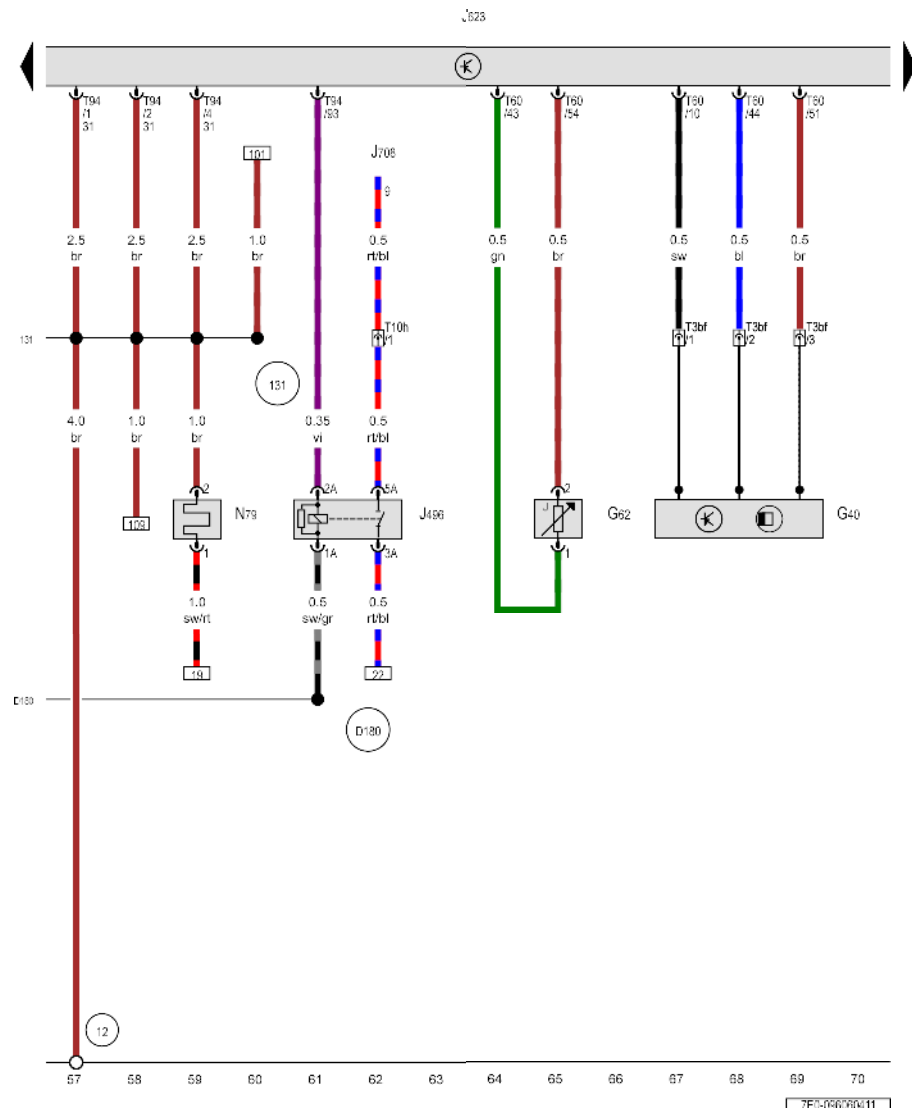 J623
T94 T94 T94 T94 T60 T60 T60 T60 T60
/1 /2 /4 /93 /43 /54 /10 /44 /51
31 31 31
101 J706
9
2.5 2.5 2.5 1.0 0.5 0.5 0.5 0.5 0.5 0.5
br br br br rt/bl gn br sw bl br
T10h T3bf T3bf T3bf
/1 /1 /2 /3
131
131
4.0 1.0 1.0 0.35 0.5
br br br vi rt/bl
2 2A 5A 2
109 N79 J496 J G62 G40
1 1A 3A 1
1.0 0.5 0.5
sw/rt sw/gr rt/bl
19 22
D180
D180
12
57 58 59 60 61 62 63 64 65 66 67 68 69 70
7E0-096060411